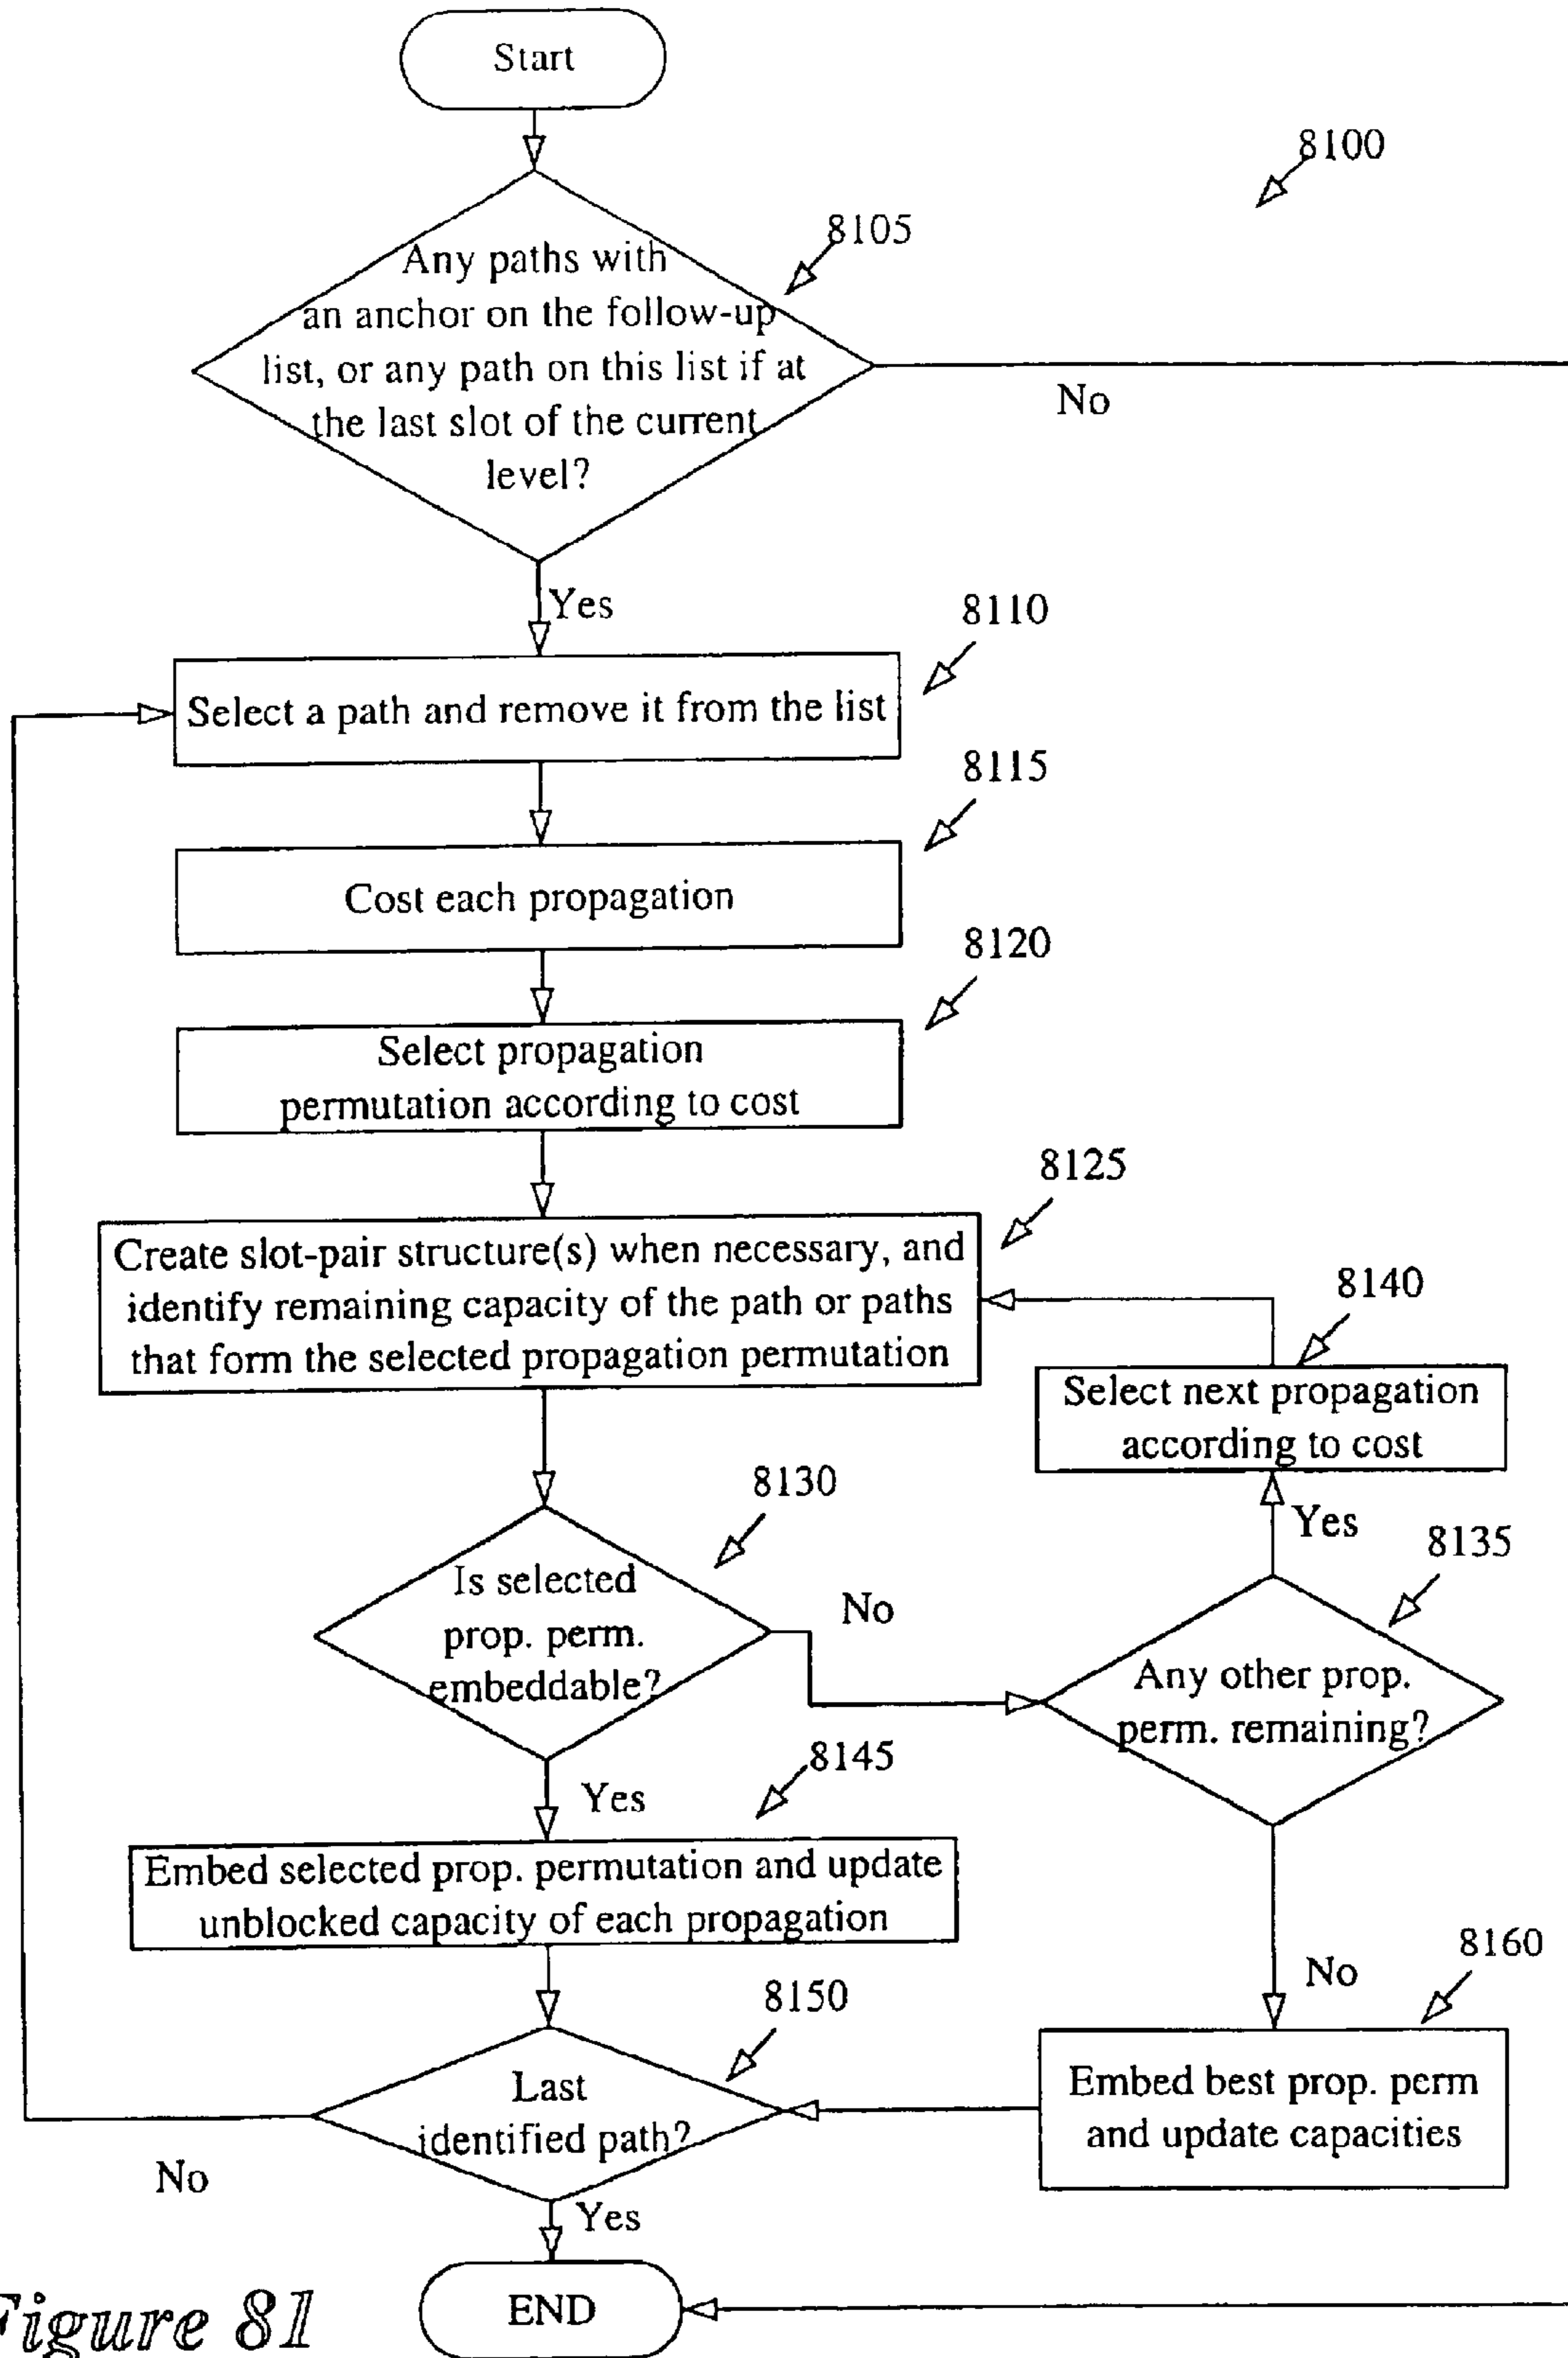 Start
8100
8105
Any paths with
an anchor on the follow-up
list, or any path on this list if at
the last slot of the current
level?
No
Yes
8110
Select a path and remove it from the list
8115
Cost each propagation
8120
Select propagation
permutation according to cost
8125
Create slot-pair structure(s) when necessary, and
identify remaining capacity of the path or paths
that form the selected propagation permutation
8140
Select next propagation
according to cost
8130
Yes
8135
Is selected
prop. perm.
embeddable?
No
Any other prop.
perm. remaining?
8145
Yes
Embed selected prop. permutation and update
unblocked capacity of each propagation
8160
No
8150
Last
identified path?
Embed best prop. perm
and update capacities
No
Yes
END
Figure 81